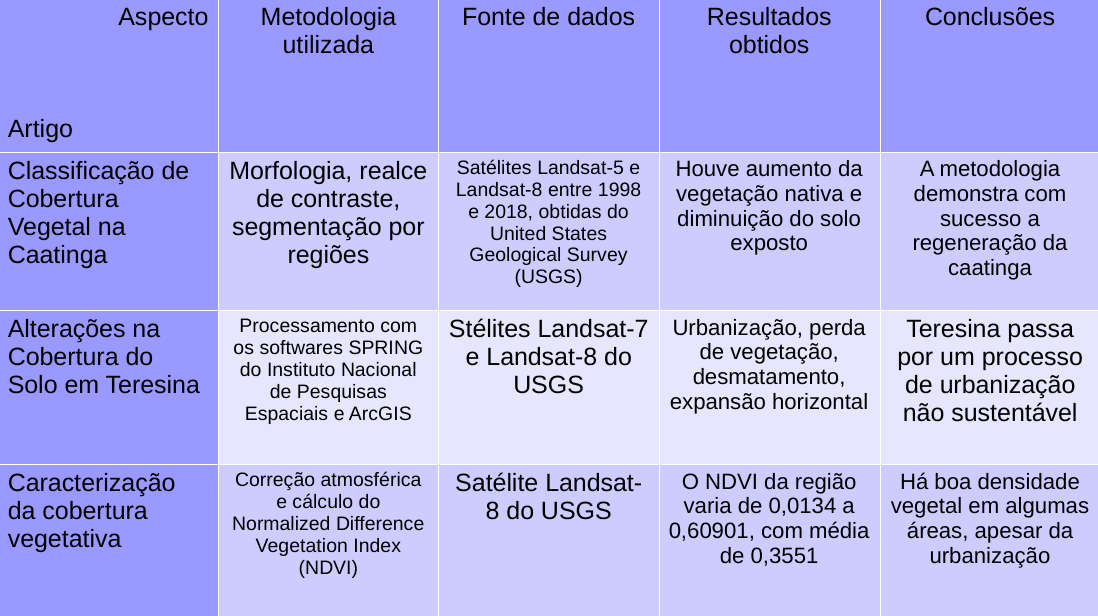 Aspecto
Artigo
Metodologia
utilizada
Fonte de dados
Resultados
obtidos
Conclusões
Classificação de
Cobertura
Vegetal na
Caatinga
Morfologia, realce
de contraste,
segmentação por
regiões
Satélites Landsat-5 e
Landsat-8 entre 1998
e 2018, obtidas do
United States
Geological Survey
(USGS)
Houve aumento da
vegetação nativa e
diminuição do solo
exposto
A metodologia
demonstra com
sucesso a
regeneração da
caatinga
Alterações na
Cobertura do
Solo em Teresina
Processamento com
os softwares SPRING
do Instituto Nacional
de Pesquisas
Espaciais e ArcGIS
Stélites Landsat-7
e Landsat-8 do
USGS
Urbanização, perda
de vegetação,
desmatamento,
expansão horizontal
Teresina passa
por um processo
de urbanização
não sustentável
Caracterização
da cobertura
vegetativa
Correção atmosférica
e cálculo do
Normalized Difference
Vegetation Index
(NDVI)
Satélite Landsat-
8 do USGS
O NDVI da região
varia de 0,0134 a
0,60901, com média
de 0,3551
Há boa densidade
vegetal em algumas
áreas, apesar da
urbanização